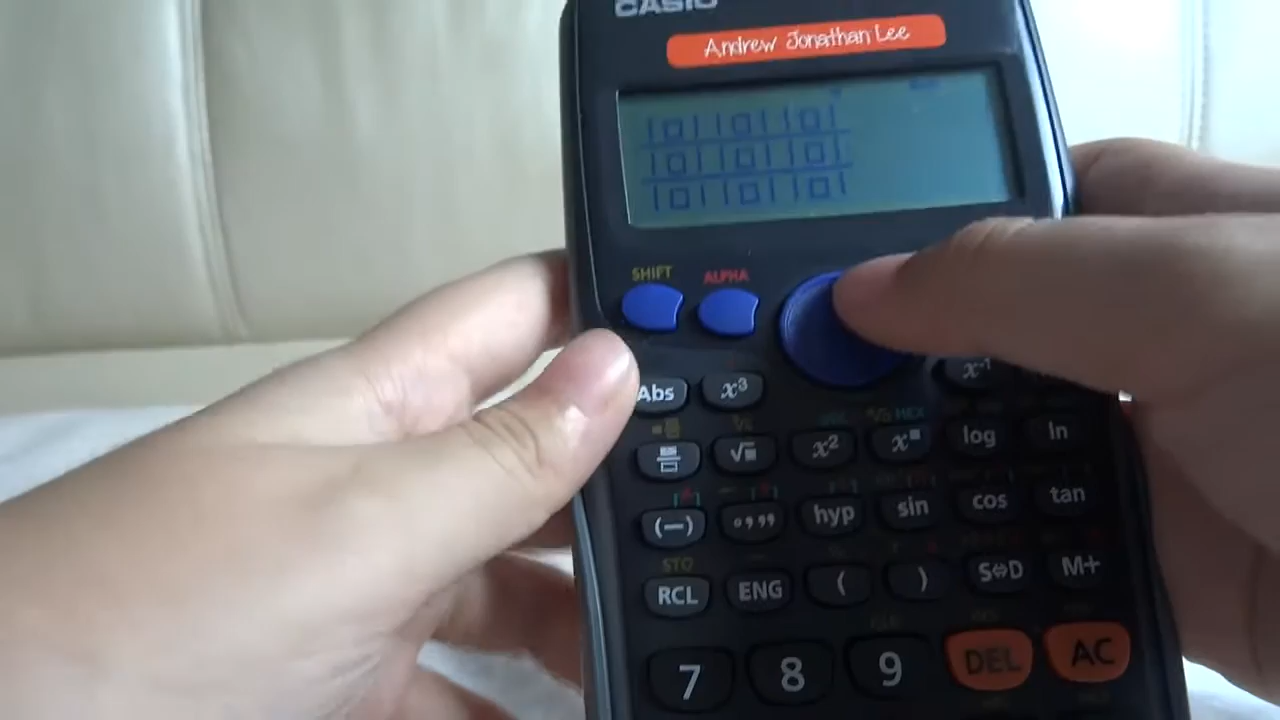 CASIO
Andrew Jonathan Lee
|□||□||□|
|□||□||□|
|□||□||□|
SHIFT ALPHA
Abs x³ x⁻¹
√■ x² x■ log ln
(−) °,,, hyp sin cos tan
STO
RCL ENG ( ) S⇔D M+
7 8 9 DEL AC